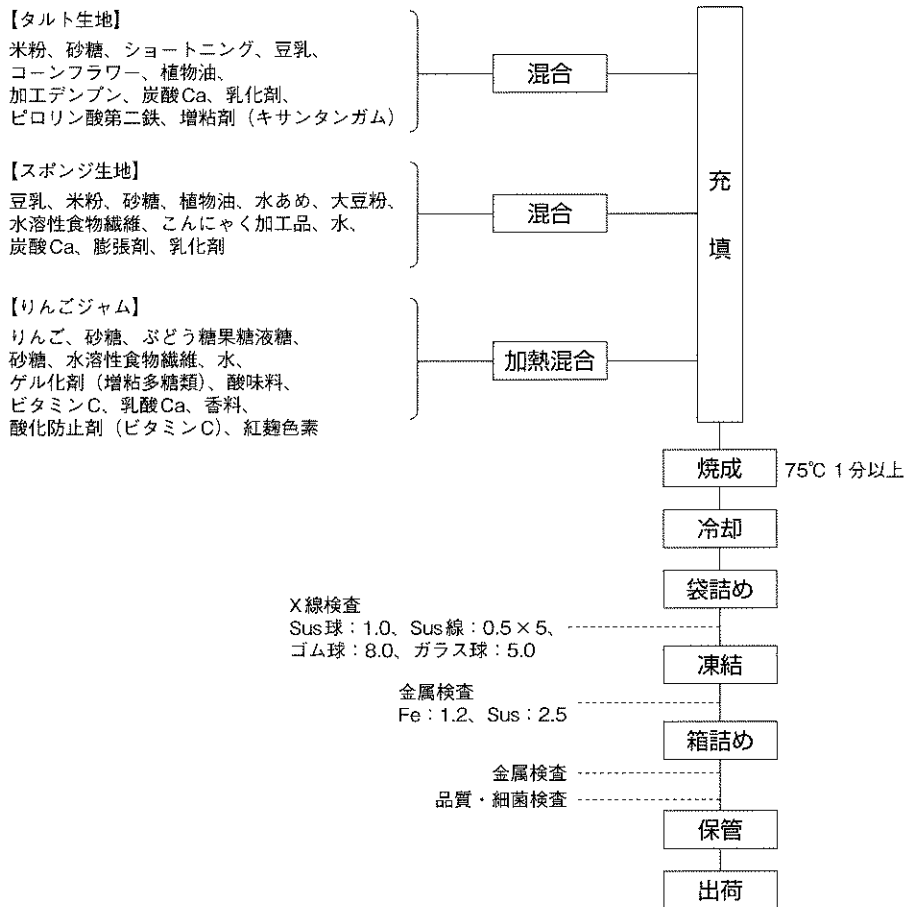 【タルト生地】
米粉、砂糖、ショートニング、豆乳、
コーンフラワー、植物油、
加工デンプン、炭酸Ca、乳化剤、
ピロリン酸第二鉄、増粘剤（キサンタンガム）
混合
【スポンジ生地】
豆乳、米粉、砂糖、植物油、水あめ、大豆粉、
水溶性食物繊維、こんにゃく加工品、水、
炭酸Ca、膨張剤、乳化剤
混合
【りんごジャム】
りんご、砂糖、ぶどう糖果糖液糖、
砂糖、水溶性食物繊維、水、
ゲル化剤（増粘多糖類）、酸味料、
ビタミンC、乳酸Ca、香料、
酸化防止剤（ビタミンC）、紅麹色素
加熱混合
充填
焼成 75℃ 1分以上
冷却
袋詰め
X線検査
Sus球：1.0、Sus線：0.5×5、
ゴム球：8.0、ガラス球：5.0
凍結
金属検査
Fe：1.2、Sus：2.5
箱詰め
金属検査
品質・細菌検査
保管
出荷